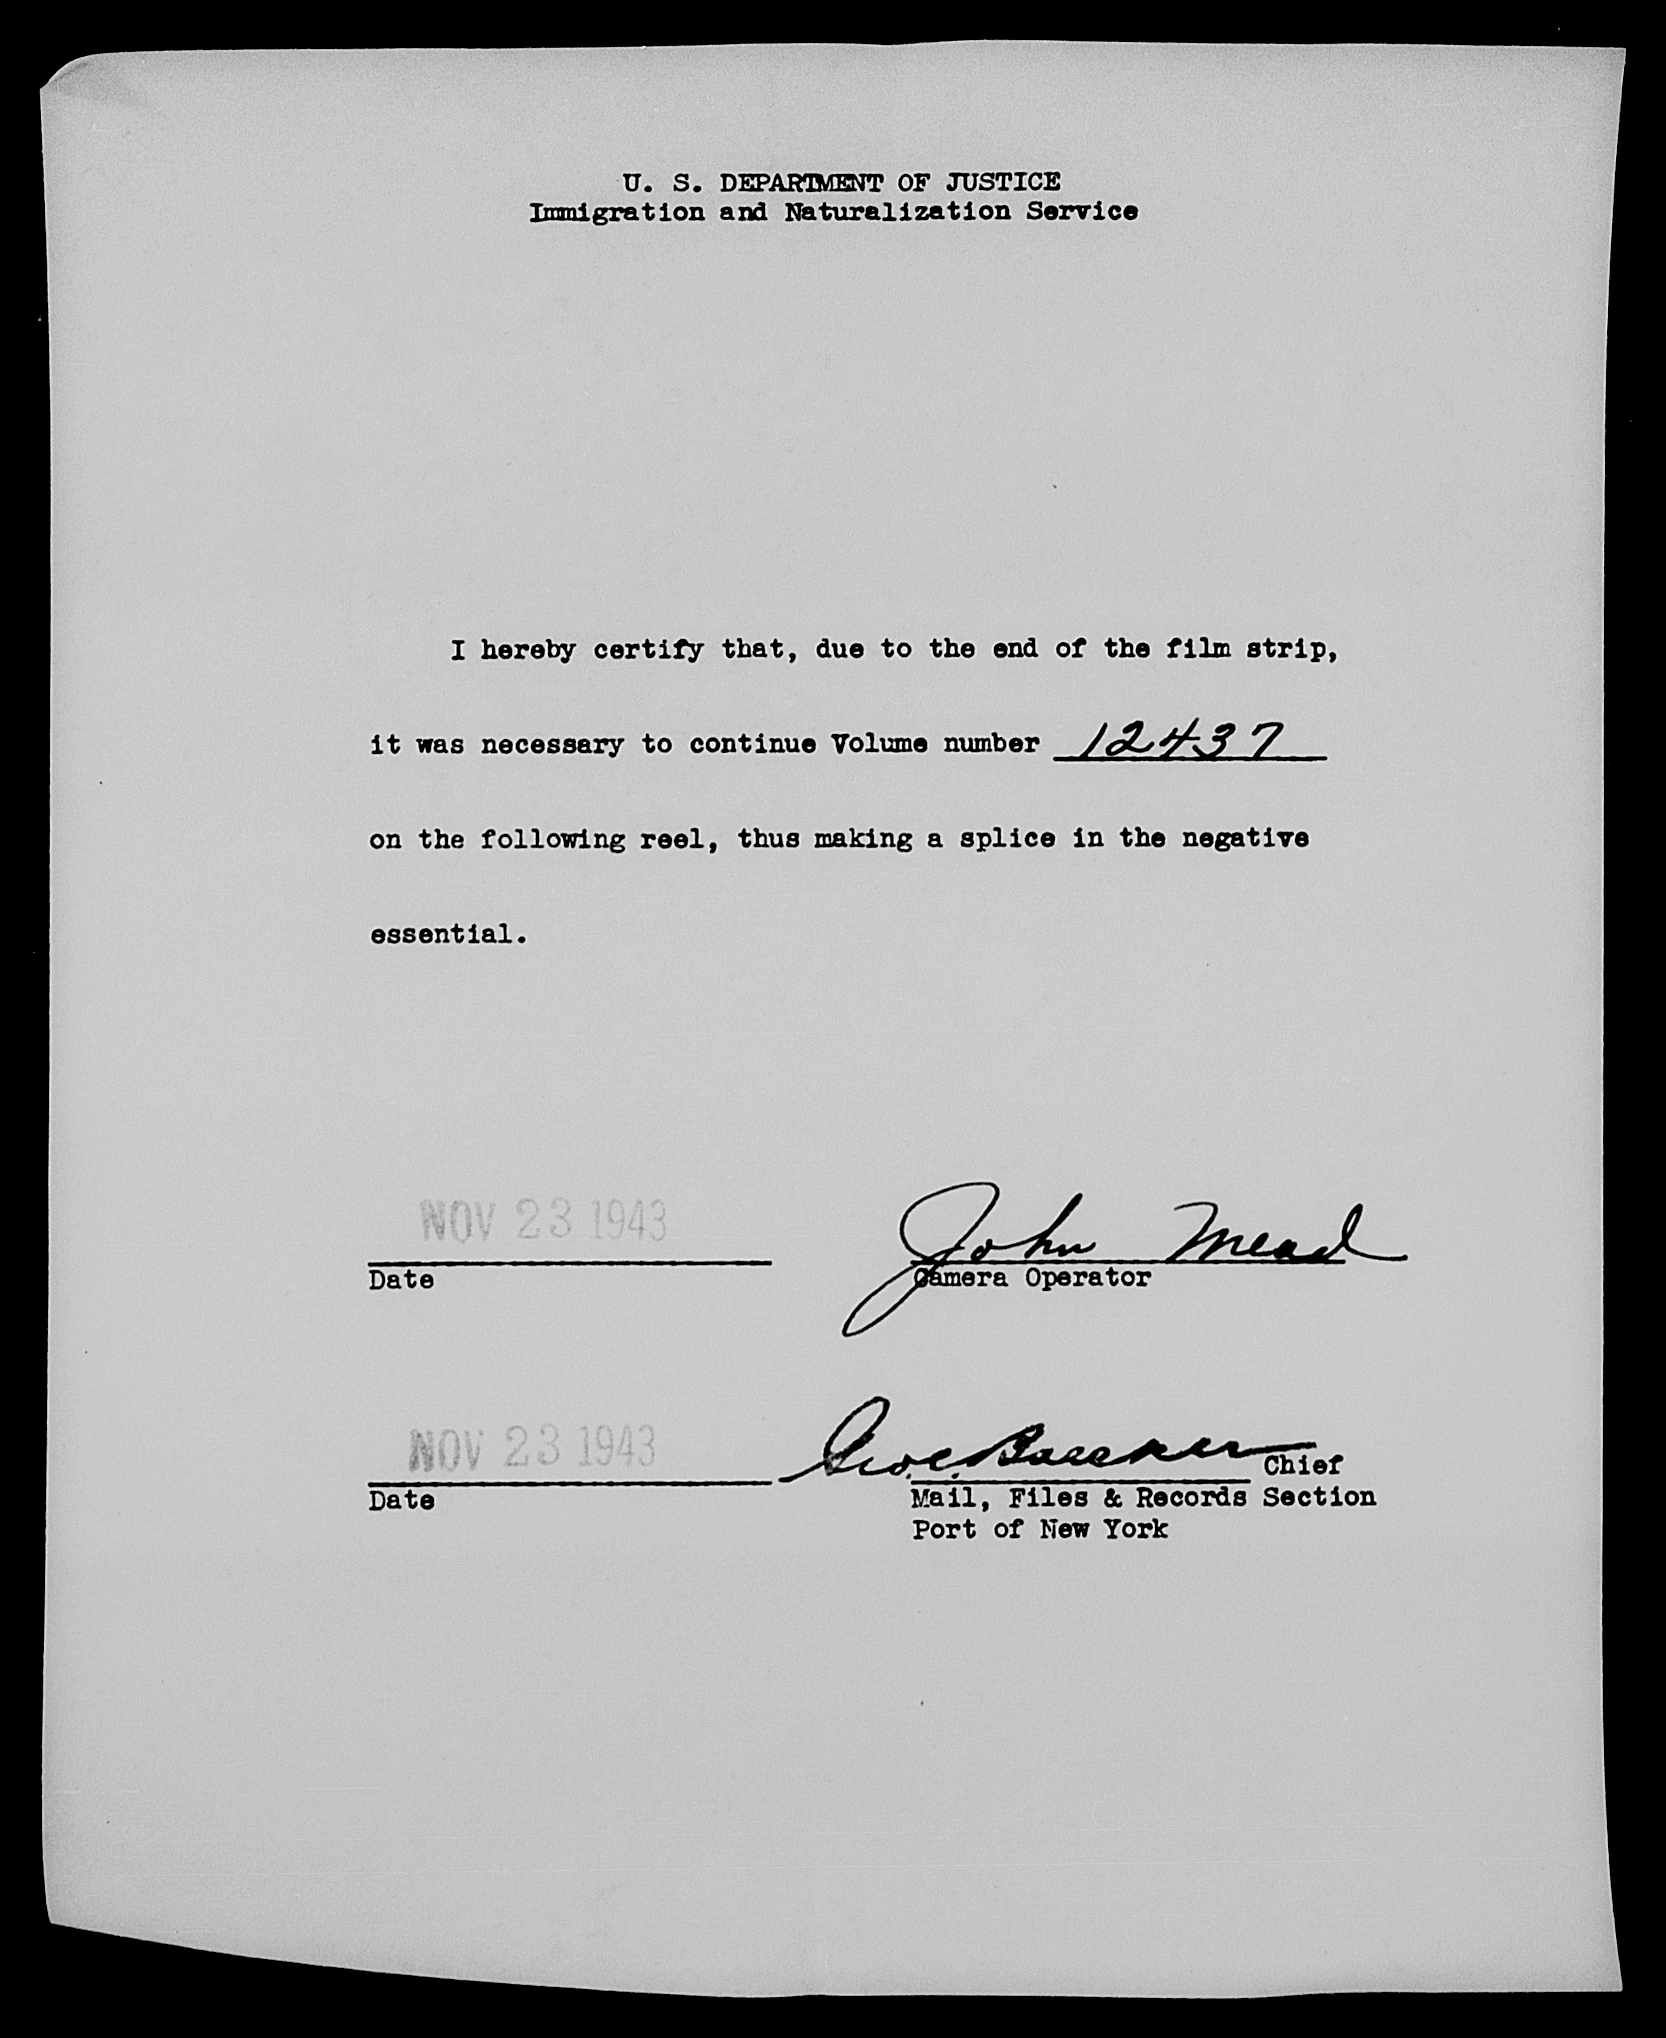 U. S. DEPARTMENT OF JUSTICE
Immigration and Naturalization Service
I hereby certify that, due to the end of the film strip,
it was necessary to continue Volume number 12437
on the following reel, thus making a splice in the negative
essential.
NOV 23 1943 John Mead
Date Camera Operator
NOV 23 1943 Geo. C. Chief
Date Mail, Files & Records Section
Port of New York